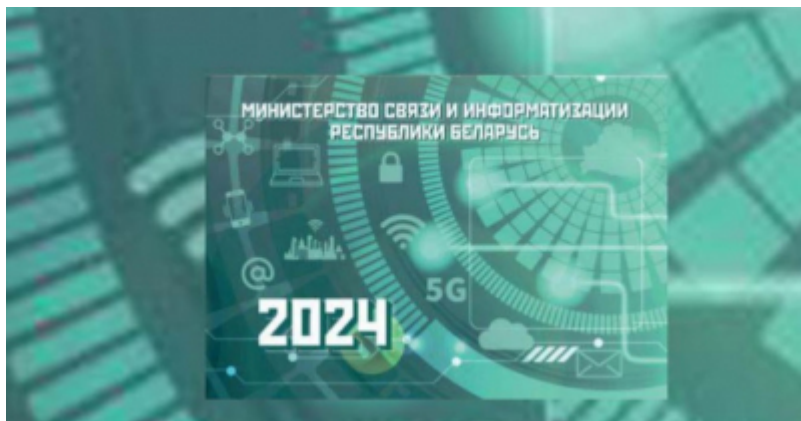 МИНИСТЕРСТВО СВЯЗИ И ИНФОРМАТИЗАЦИИ
РЕСПУБЛИКИ БЕЛАРУСЬ
@
5G
2024